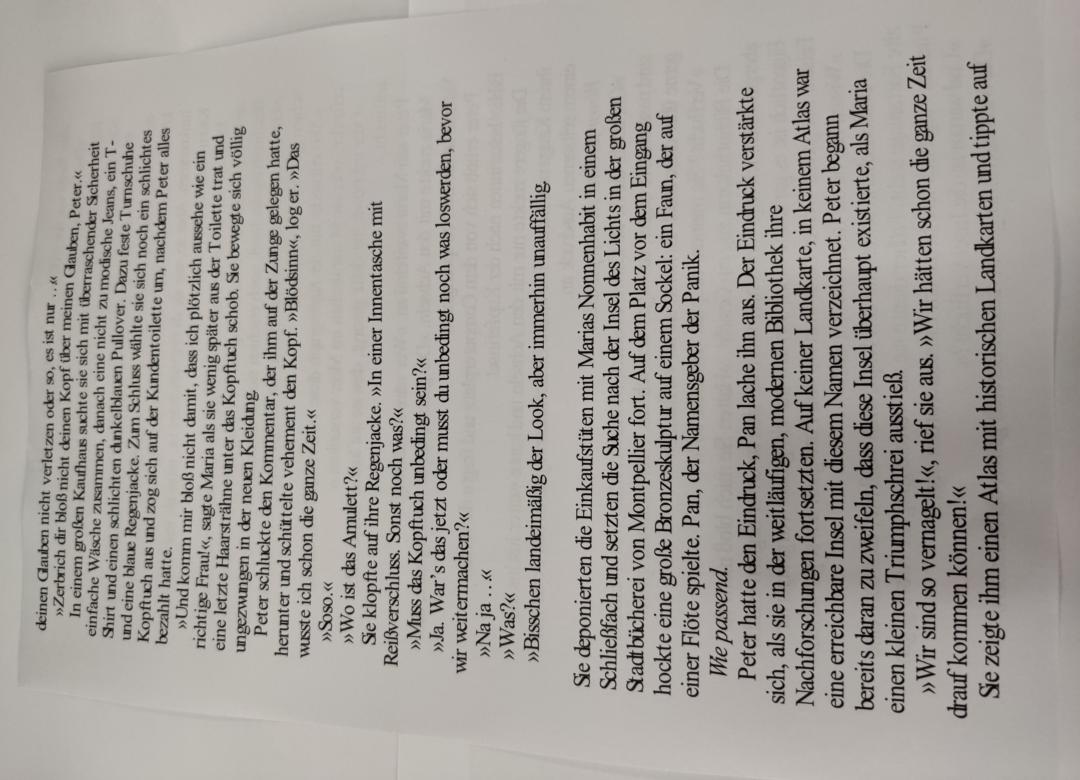 deinen Glauben nicht verletzen oder so, es ist nur …«
»Zerbrich dir bloß nicht deinen Kopf über meinen Glauben, Peter.«
In einem großen Kaufhaus suchte sie sich mit überraschender Sicherheit
einfache Wäsche zusammen, danach eine nicht zu modische Jeans, ein T-
Shirt und einen schlichten dunkelblauen Pullover. Dazu feste Turnschuhe
und eine blaue Regenjacke. Zum Schluss wählte sie sich noch ein schlichtes
Kopftuch aus und zog sich auf der Kundentoilette um, nachdem Peter alles
bezahlt hatte.
»Und komm mir bloß nicht damit, dass ich plötzlich aussehe wie ein
richtige Frau!«, sagte Maria als sie wenig später aus der Toilette trat und
eine letzte Haarsträhne unter das Kopftuch schob. Sie bewegte sich völlig
ungezwungen in der neuen Kleidung.
Peter schluckte den Kommentar, der ihm auf der Zunge gelegen hatte,
herunter und schüttelte vehement den Kopf. »Blödsinn«, log er. »Das
wusste ich schon die ganze Zeit.«
»Soso.«
»Wo ist das Amulett?«
Sie klopfte auf ihre Regenjacke. »In einer Innentasche mit
Reißverschluss. Sonst noch was?«
»Muss das Kopftuch unbedingt sein?«
»Ja. War's das jetzt oder musst du unbedingt noch was loswerden, bevor
wir weitermachen?«
»Na ja …«
»Was?«
»Bisschen landeimäßig der Look, aber immerhin unauffällig.
Sie deponierten die Einkaufstüten mit Marias Nonnenhabit in einem
Schließfach und setzten die Suche nach der Insel des Lichts in der großen
Stadtbücherei von Montpellier fort. Auf dem Platz vor dem Eingang
hockte eine große Bronzeskulptur auf einem Sockel: ein Faun, der auf
einer Flöte spielte. Pan, der Namensgeber der Panik.
Wie passend.
Peter hatte den Eindruck, Pan lache ihn aus. Der Eindruck verstärkte
sich, als sie in der weitläufigen, modernen Bibliothek ihre
Nachforschungen fortsetzten. Auf keiner Landkarte, in keinem Atlas war
eine erreichbare Insel mit diesem Namen verzeichnet. Peter begann
bereits daran zu zweifeln, dass diese Insel überhaupt existierte, als Maria
einen kleinen Triumphschrei ausstieß.
»Wir sind so vernagelt!«, rief sie aus. »Wir hätten schon die ganze Zeit
drauf kommen können!«
Sie zeigte ihm einen Atlas mit historischen Landkarten und tippte auf